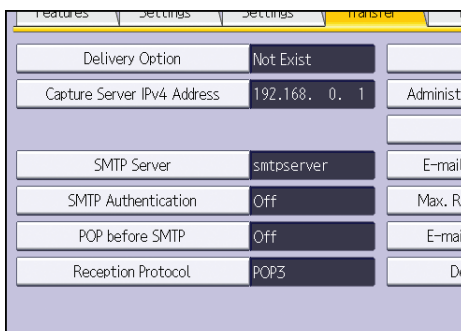 Features Settings Settings Transfer
Delivery Option Not Exist
Capture Server IPv4 Address 192.168. 0. 1 Administ
SMTP Server smtpserver E-mail
SMTP Authentication Off Max. R
POP before SMTP Off E-mai
Reception Protocol POP3 De